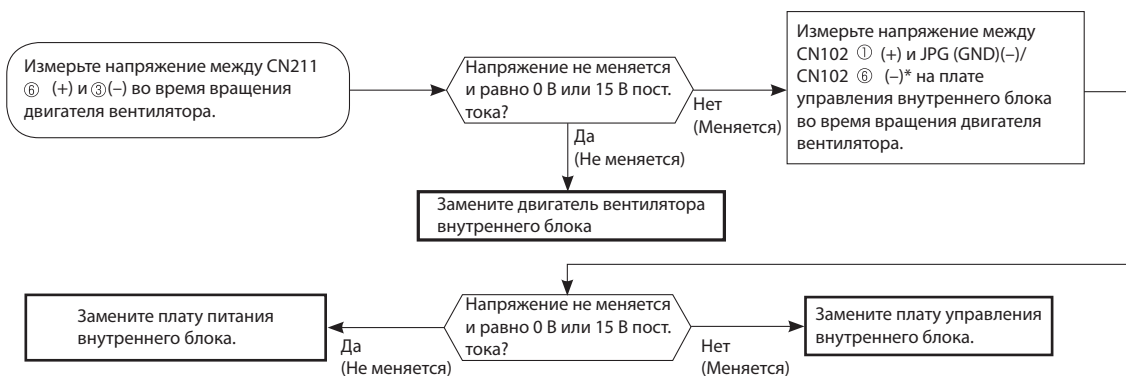 Измерьте напряжение между CN211
⑥ (+) и ③(–) во время вращения
двигателя вентилятора.
Напряжение не меняется
и равно 0 В или 15 В пост.
тока?
Нет
(Меняется)
Измерьте напряжение между
CN102 ① (+) и JPG (GND)(–)/
CN102 ⑥ (–)* на плате
управления внутреннего блока
во время вращения двигателя
вентилятора.
Да
(Не меняется)
Замените двигатель вентилятора
внутреннего блока
Напряжение не меняется
и равно 0 В или 15 В пост.
тока?
Да
(Не меняется)
Замените плату питания
внутреннего блока.
Нет
(Меняется)
Замените плату управления
внутреннего блока.